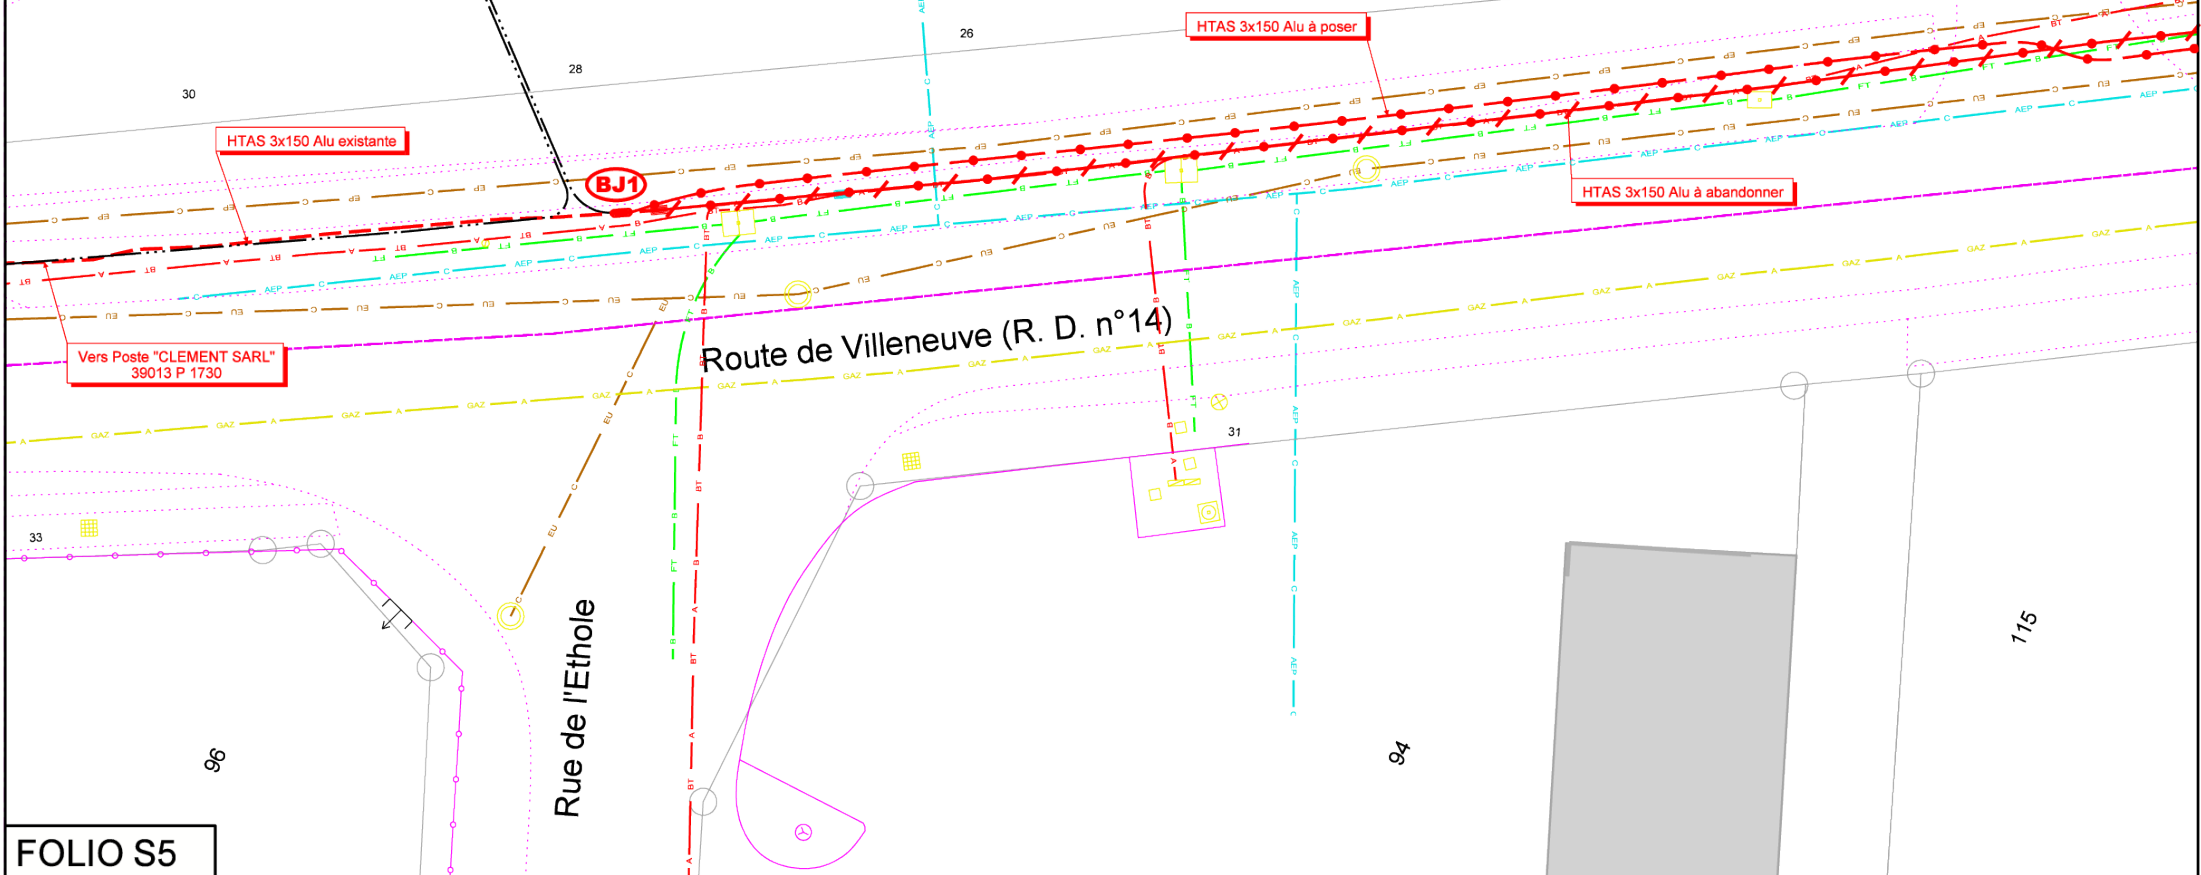 26
HTAS 3x150 Alu à poser
28
30
HTAS 3x150 Alu existante
BJ1
HTAS 3x150 Alu à abandonner
Vers Poste "CLEMENT SARL"
39013 P 1730
Route de Villeneuve (R. D. n°14)
31
33
Rue de l'Ethole
96
94
115
FOLIO S5